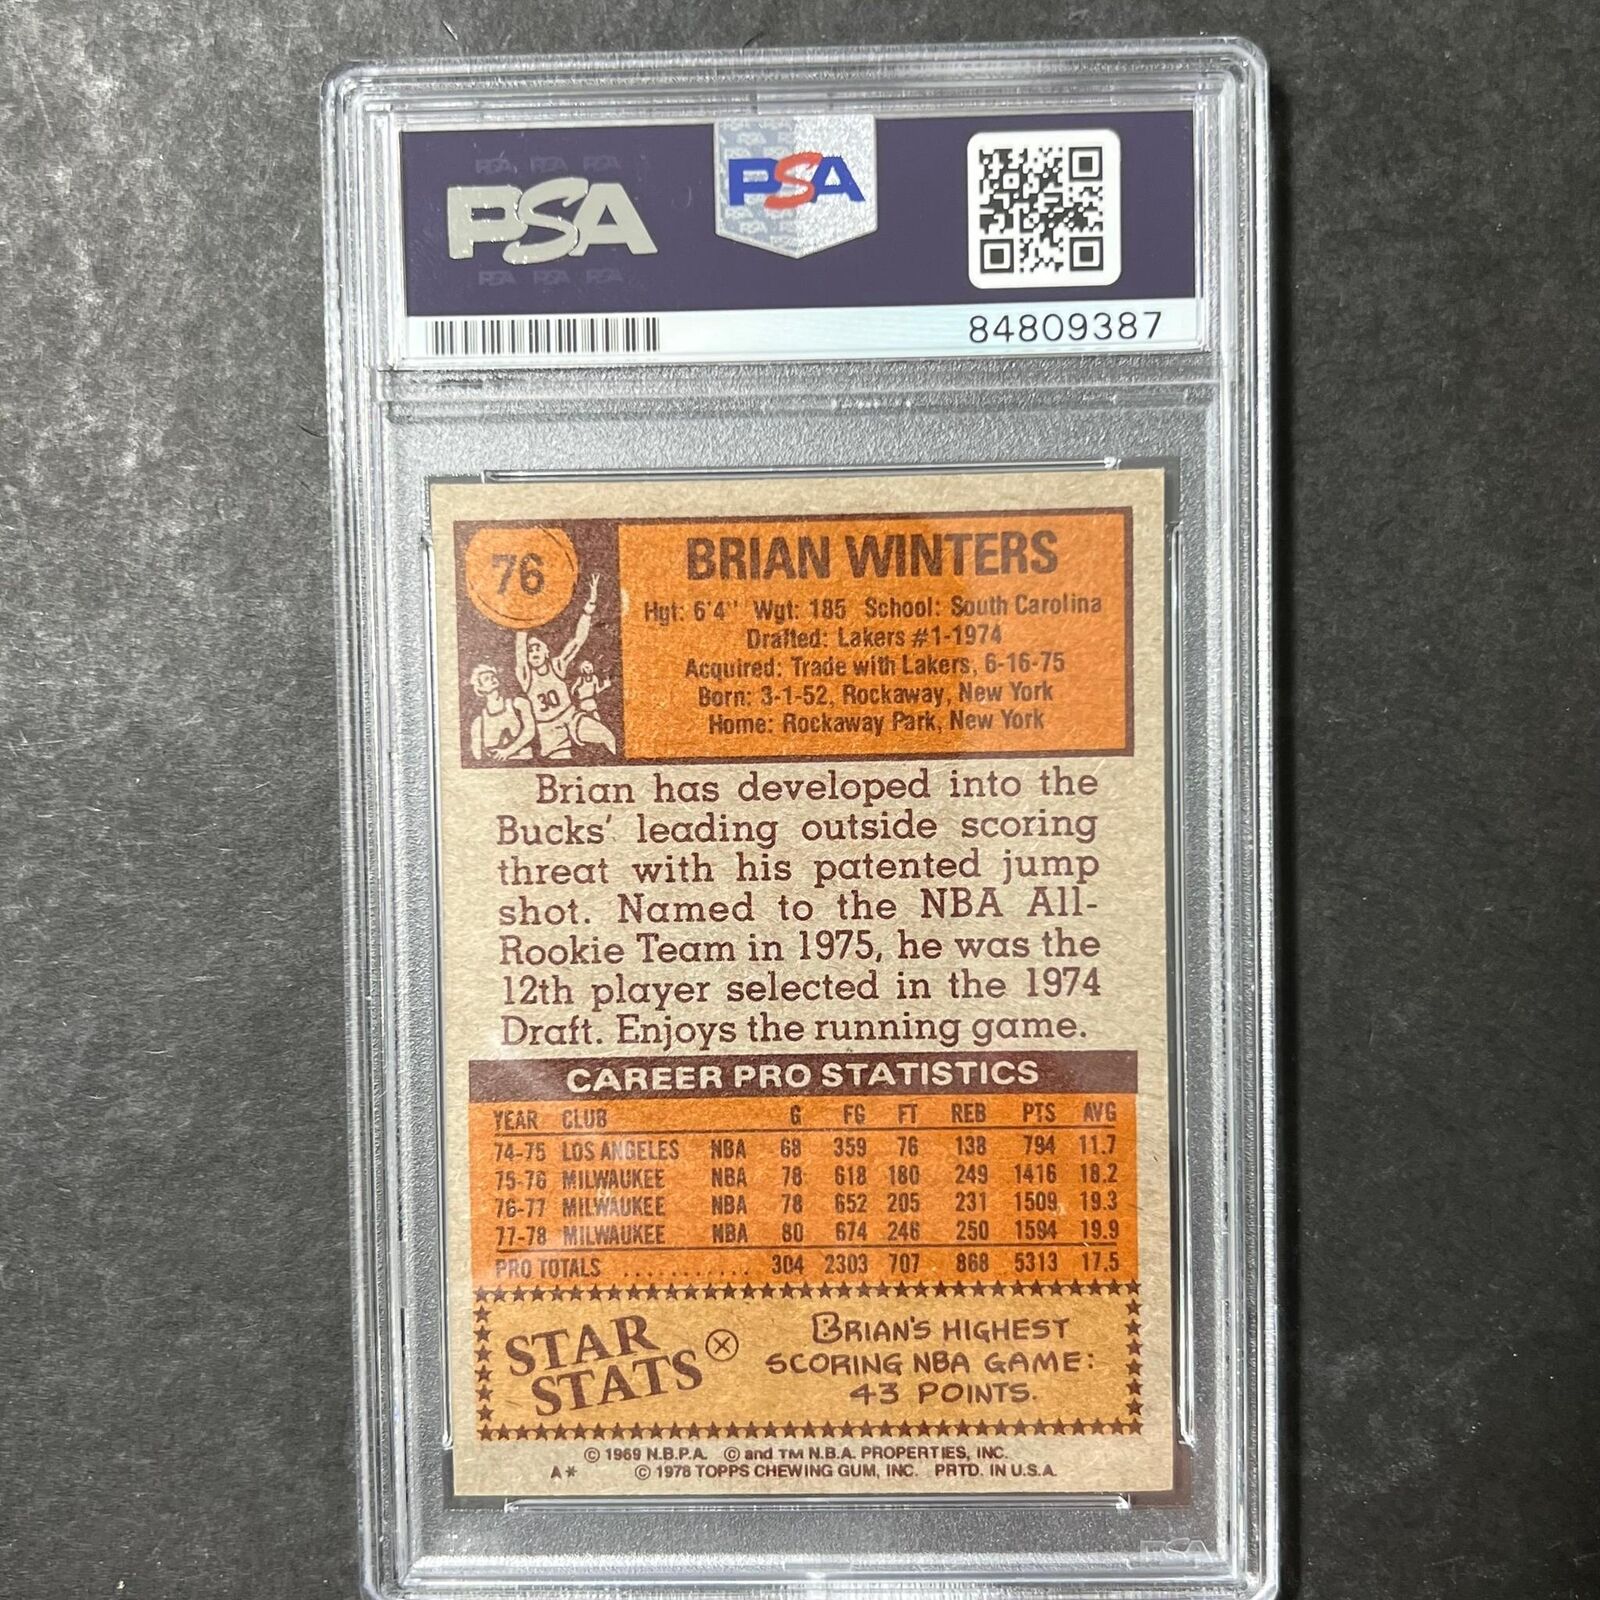 PSA PSA PSA
PSA
PSA PSA PSA
PSA
84809387
76
30
BRIAN WINTERS
Hgt: 6'4" Wgt: 185 School: South Carolina
Drafted: Lakers #1-1974
Acquired: Trade with Lakers, 6-16-75
Born: 3-1-52, Rockaway, New York
Home: Rockaway Park, New York
Brian has developed into the
Bucks' leading outside scoring
threat with his patented jump
shot. Named to the NBA All-
Rookie Team in 1975, he was the
12th player selected in the 1974
Draft. Enjoys the running game.
CAREER PRO STATISTICS
YEAR CLUB G FG FT REB PTS AVG
74-75 LOS ANGELES NBA 68 359 76 138 794 11.7
75-76 MILWAUKEE NBA 78 618 180 249 1416 18.2
76-77 MILWAUKEE NBA 78 652 205 231 1509 19.3
77-78 MILWAUKEE NBA 80 674 246 250 1594 19.9
PRO TOTALS ........... 304 2303 707 868 5313 17.5
STAR
STATS
BRIAN'S HIGHEST
SCORING NBA GAME:
43 POINTS.
© 1969 N.B.P.A. © and TM N.B.A. PROPERTIES, INC.
A* © 1978 TOPPS CHEWING GUM, INC. PRTD. IN U.S.A.
PSA